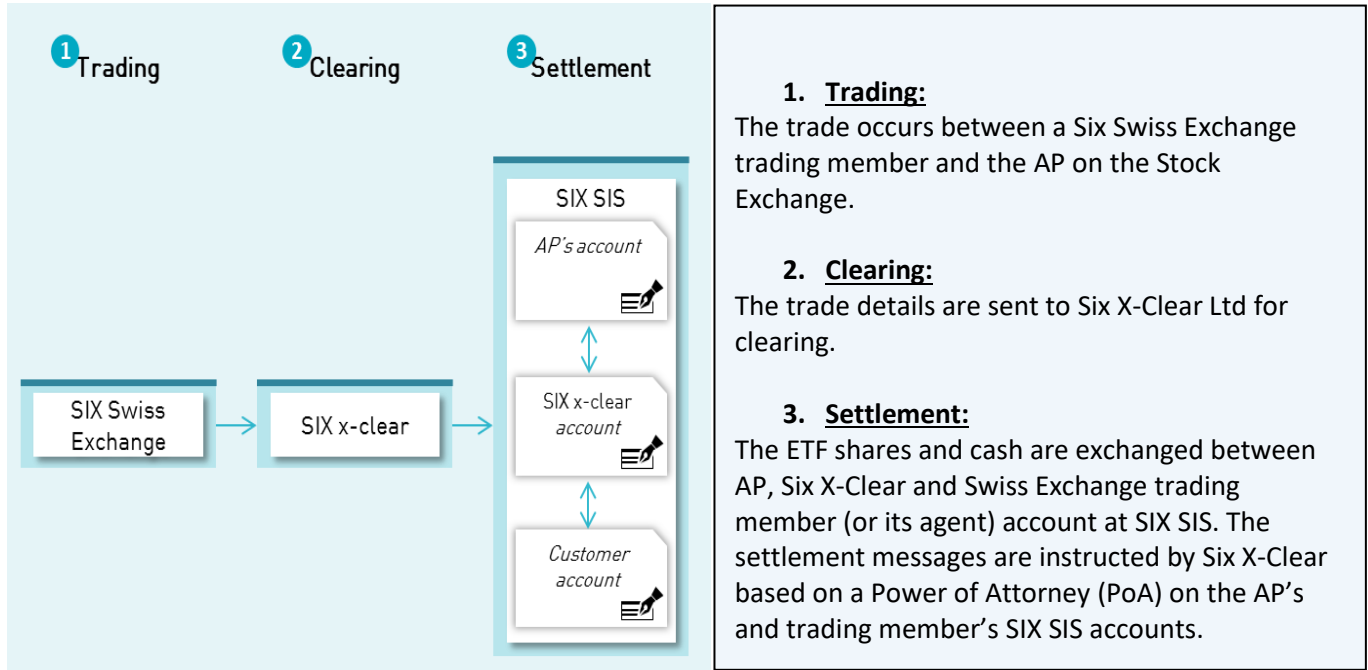 1 Trading
2 Clearing
3 Settlement
SIX SIS
AP's account
SIX Swiss
Exchange
SIX x-clear
SIX x-clear
account
Customer
account
1. Trading:
The trade occurs between a Six Swiss Exchange
trading member and the AP on the Stock
Exchange.
2. Clearing:
The trade details are sent to Six X-Clear Ltd for
clearing.
3. Settlement:
The ETF shares and cash are exchanged between
AP, Six X-Clear and Swiss Exchange trading
member (or its agent) account at SIX SIS. The
settlement messages are instructed by Six X-Clear
based on a Power of Attorney (PoA) on the AP’s
and trading member’s SIX SIS accounts.